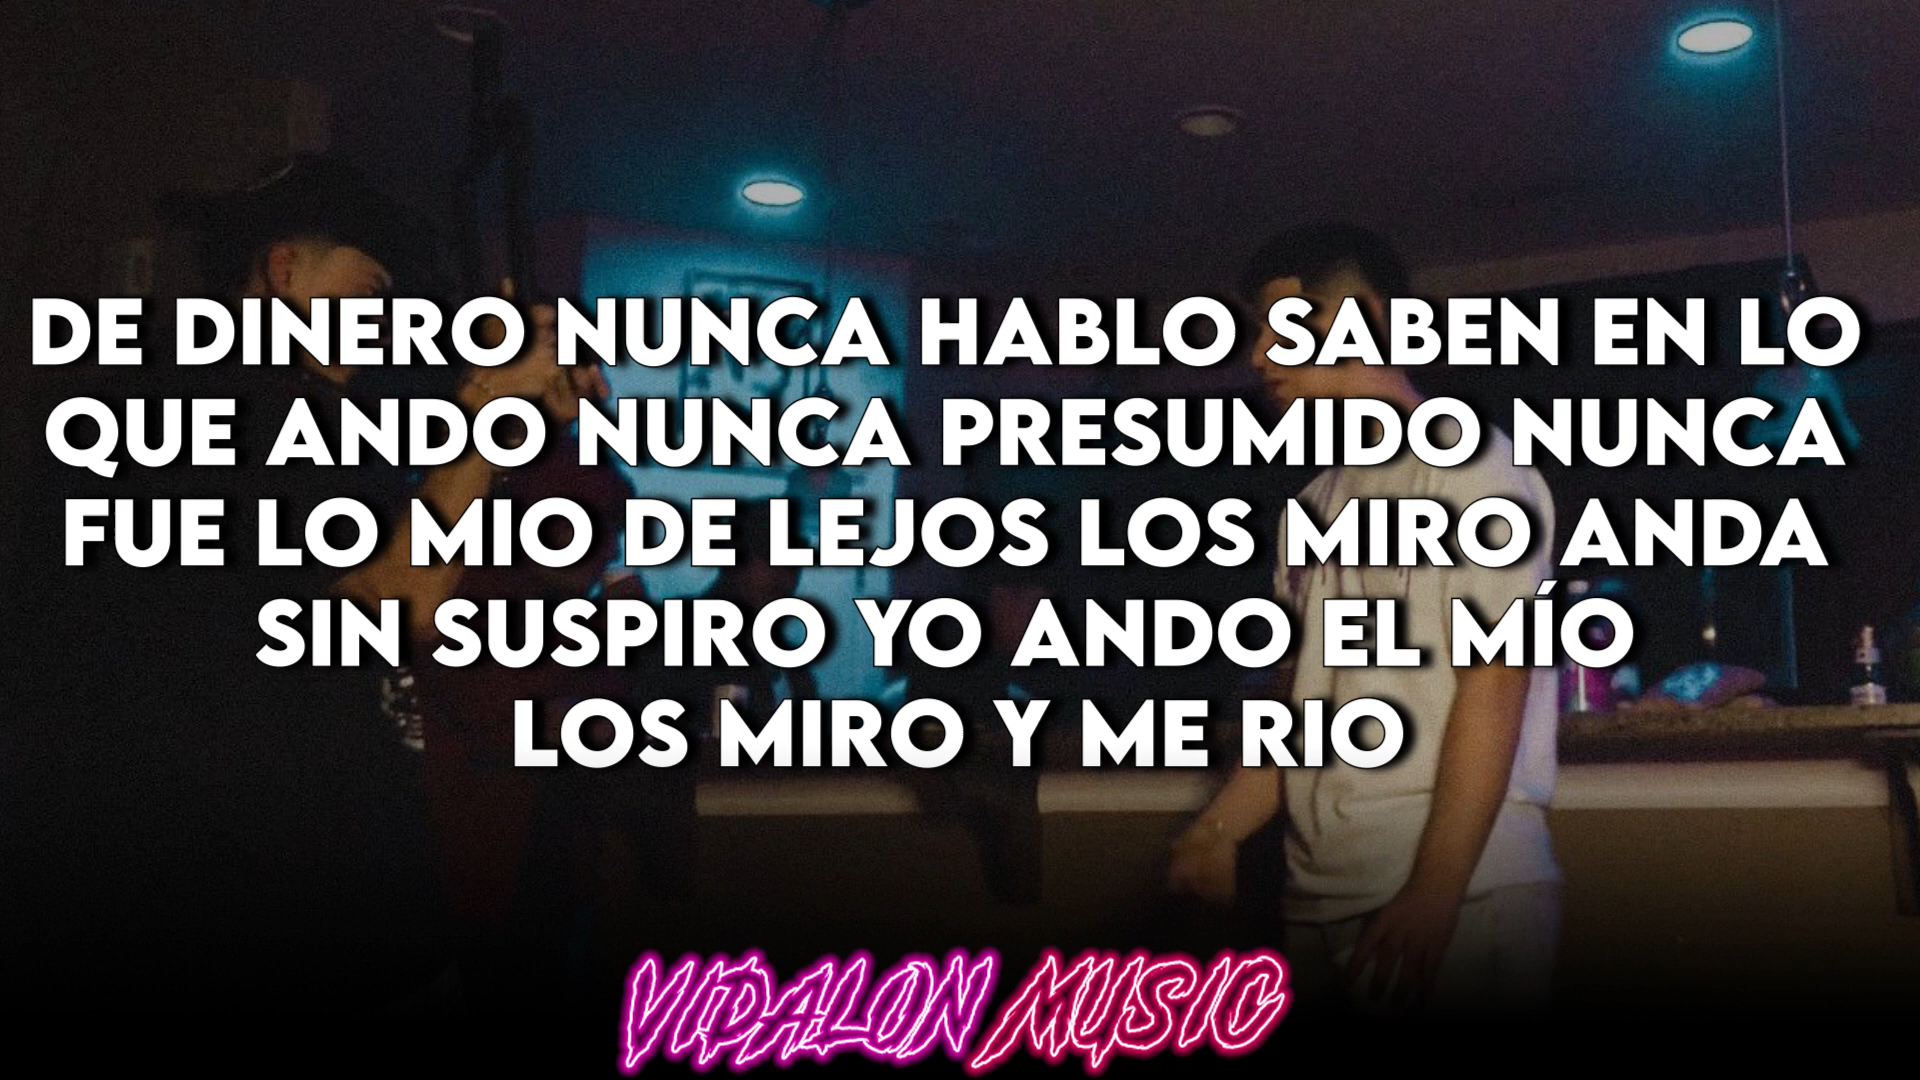 DE DINERO NUNCA HABLO SABEN EN LO
QUE ANDO NUNCA PRESUMIDO NUNCA
FUE LO MIO DE LEJOS LOS MIRO ANDA
SIN SUSPIRO YO ANDO EL MÍO
LOS MIRO Y ME RIO
VIDALON MUSIC